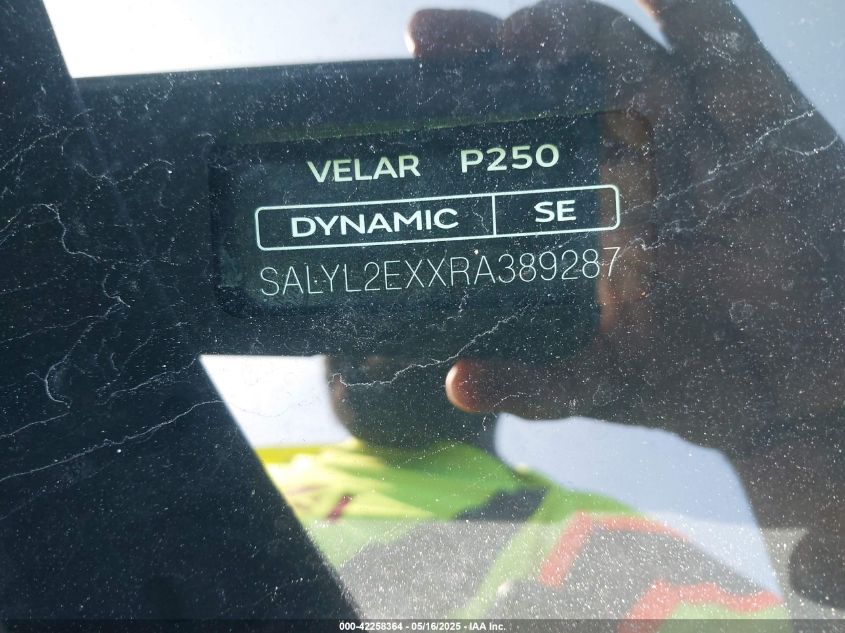 VELAR P250
DYNAMIC SE
SALYL2EXXRA389287
000-42258364 - 05/16/2025 - IAA Inc.